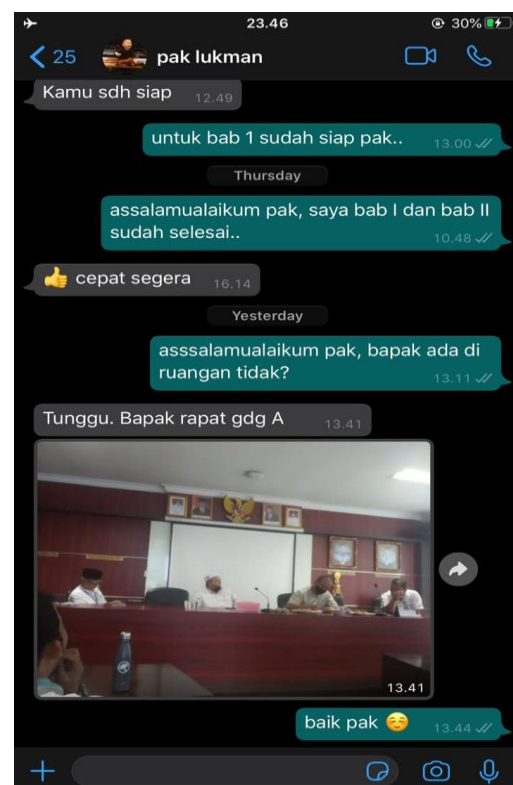 23.46
30%
25
pak lukman
Kamu sdh siap
12.49
untuk bab 1 sudah siap pak..
13.00
Thursday
assalamualaikum pak, saya bab I dan bab II
sudah selesai..
10.48
👍 cepat segera
16.14
Yesterday
asssalamualaikum pak, bapak ada di
ruangan tidak?
13.11
Tunggu. Bapak rapat gdg A
13.41
13.41
baik pak ☺️
13.44